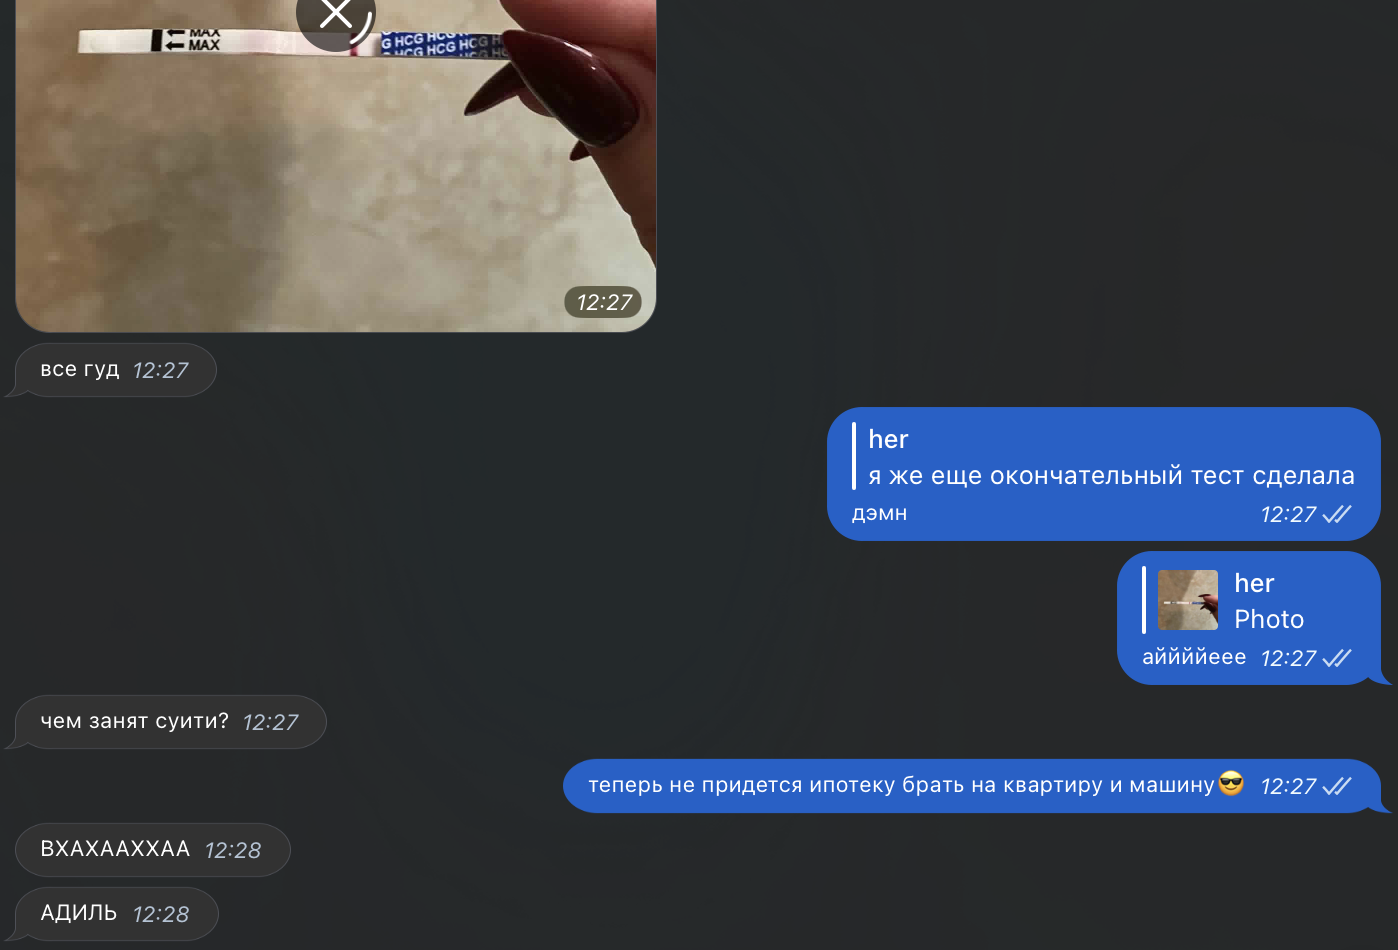 MAX
MAX
G HCG HCG HCG
G HCG HCG HCG
12:27
все гуд 12:27
her
я же еще окончательный тест сделала
дэмн 12:27
her
Photo
аййййеее 12:27
чем занят суити? 12:27
теперь не придется ипотеку брать на квартиру и машину😎 12:27
ВХАХААХХАА 12:28
АДИЛЬ 12:28